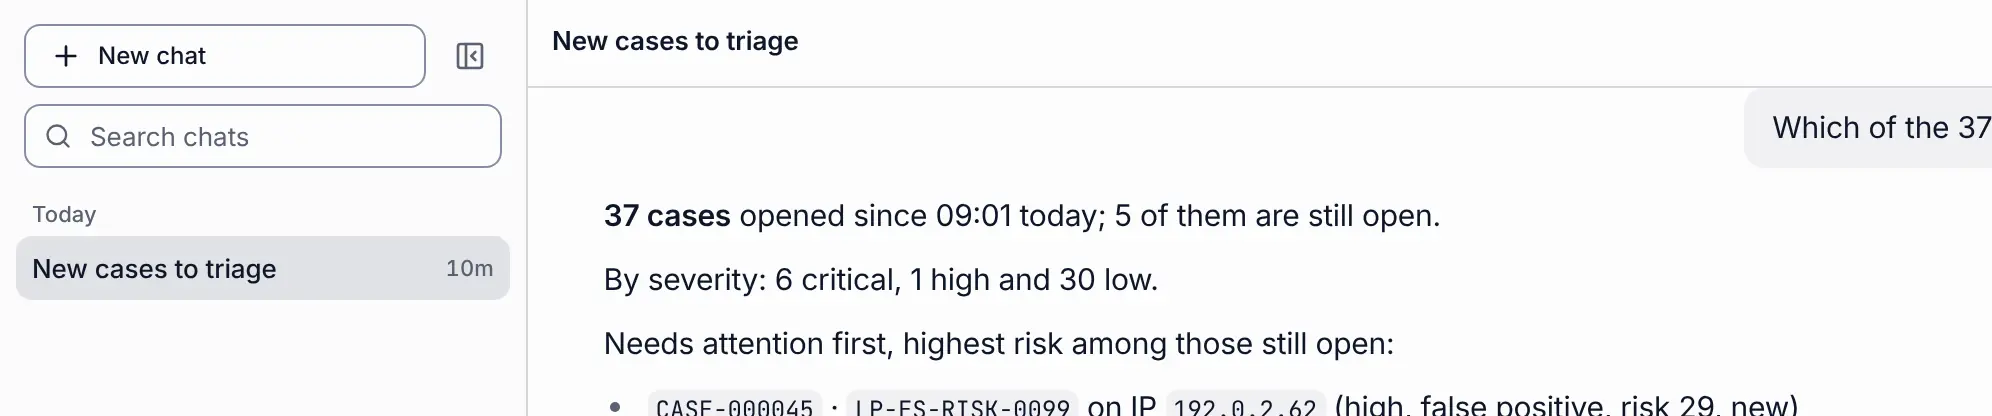 New chat
Search chats
Today
New cases to triage 10m
New cases to triage
Which of the 37
37 cases opened since 09:01 today; 5 of them are still open.
By severity: 6 critical, 1 high and 30 low.
Needs attention first, highest risk among those still open:
• CASE-000045 · LP-ES-RISK-0099 on IP 192.0.2.62 (high, false positive, risk 29, new)